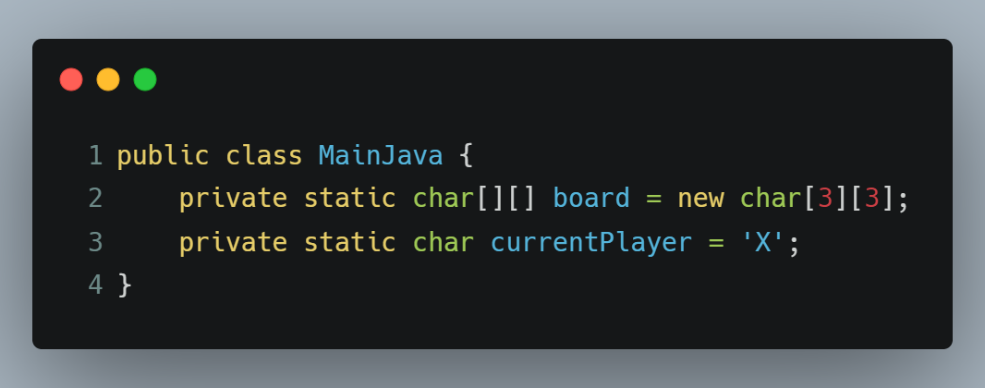 1 public class MainJava {
2     private static char[][] board = new char[3][3];
3     private static char currentPlayer = 'X';
4 }